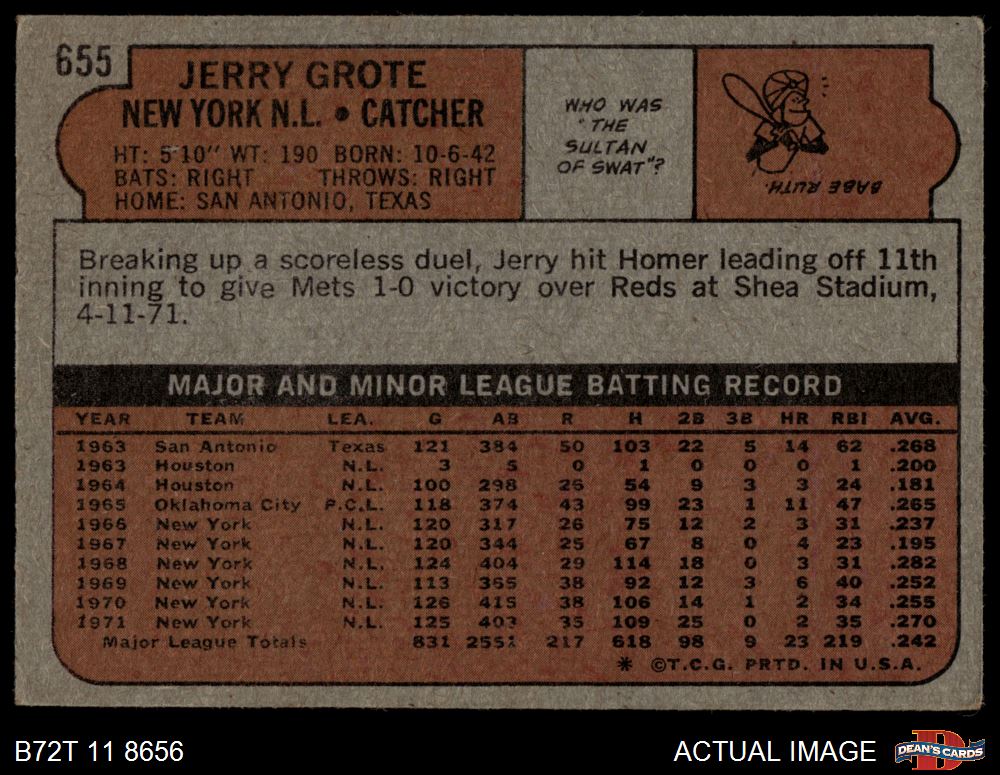 655
JERRY GROTE
NEW YORK N.L. • CATCHER
HT: 5'10" WT: 190 BORN: 10-6-42
BATS: RIGHT THROWS: RIGHT
HOME: SAN ANTONIO, TEXAS
WHO WAS
"THE
SULTAN
OF SWAT"?
BABE RUTH.
Breaking up a scoreless duel, Jerry hit Homer leading off 11th
inning to give Mets 1-0 victory over Reds at Shea Stadium,
4-11-71.
MAJOR AND MINOR LEAGUE BATTING RECORD
YEAR TEAM LEA. G AB R H 2B 3B HR RBI AVG.
1963 San Antonio Texas 121 384 50 103 22 5 14 62 .268
1963 Houston N.L. 3 5 0 1 0 0 0 1 .200
1964 Houston N.L. 100 298 26 54 9 3 3 24 .181
1965 Oklahoma City P.C.L. 118 374 43 99 23 1 11 47 .265
1966 New York N.L. 120 317 26 75 12 2 3 31 .237
1967 New York N.L. 120 344 25 67 8 0 4 23 .195
1968 New York N.L. 124 404 29 114 18 0 3 31 .282
1969 New York N.L. 113 365 38 92 12 3 6 40 .252
1970 New York N.L. 126 415 38 106 14 1 2 34 .255
1971 New York N.L. 125 403 35 109 25 0 2 35 .270
Major League Totals 831 2551 217 618 98 9 23 219 .242
* ©T.C.G. PRTD. IN U.S.A.
B72T 11 8656
ACTUAL IMAGE
DEAN'S CARDS